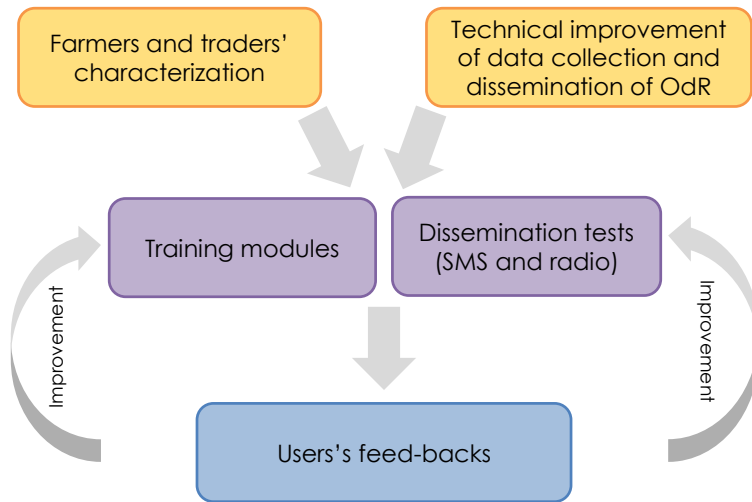 Farmers and traders'
characterization
Technical improvement
of data collection and
dissemination of OdR
Training modules
Dissemination tests
(SMS and radio)
Improvement
Improvement
Users's feed-backs